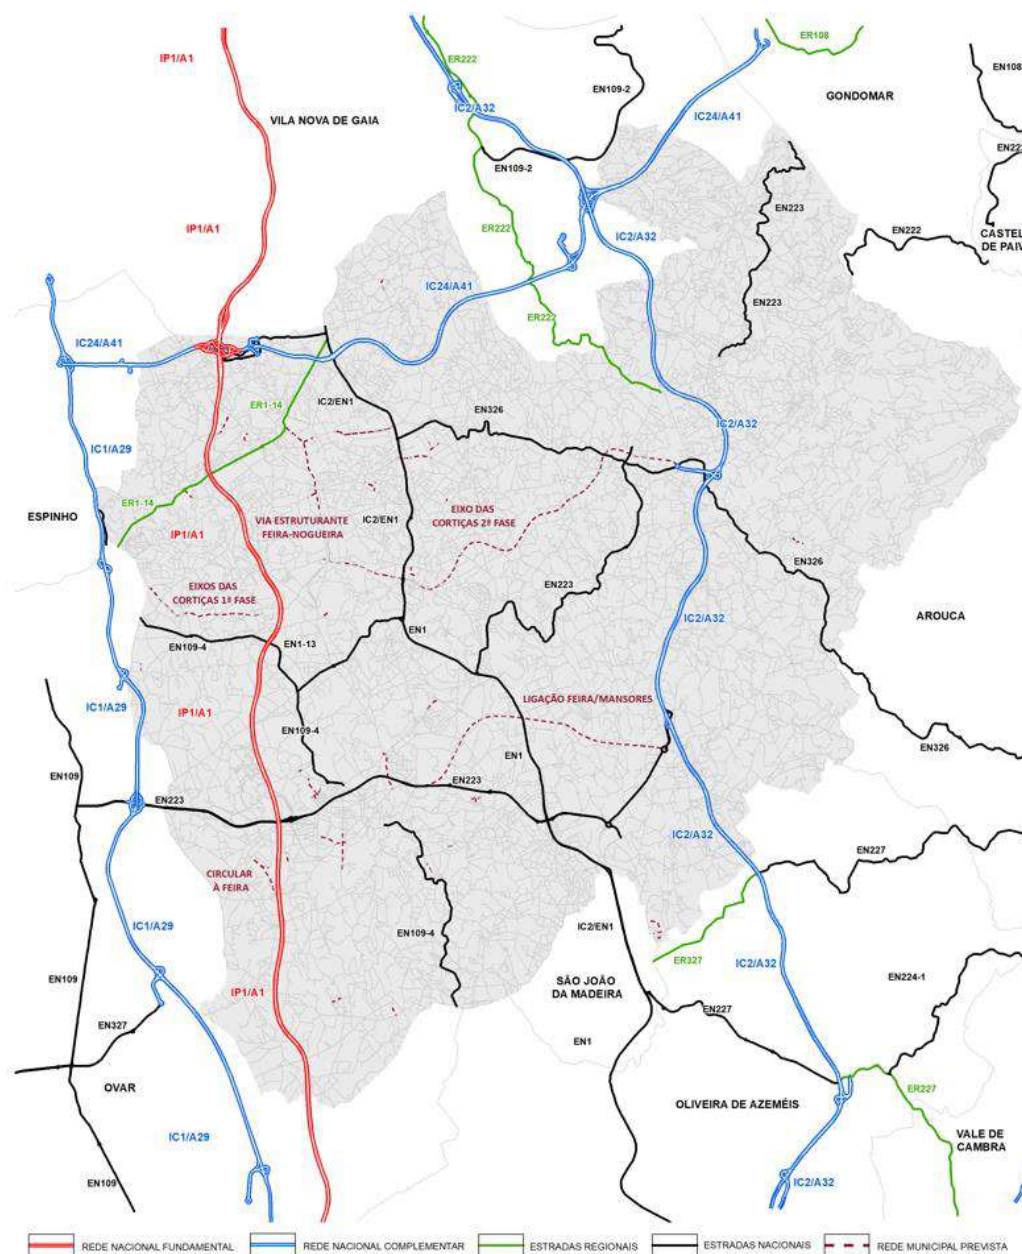 ER108
IP1/A1
ER222
EN108
EN109-2
GONDOMAR
IC2/A32
VILA NOVA DE GAIA
IC24/A41
EN109-2
EN223
IP1/A1
ER222
IC2/A32
EN222
CASTEL
DE PAIV
EN223
IC24/A41
ER222
IC24/A41
ER1-14
IC2/EN1
EN326
IC2/A32
IC1/A29
ER1-14
ESPINHO
EIXO DAS
CORTIÇAS 2ª FASE
VIA ESTRUTURANTE
FEIRA-NOGUEIRA
IC2/EN1
IP1/A1
EN326
EN223
EIXOS DAS
CORTIÇAS 1ª FASE
AROUCA
IC2/A32
EN1
EN109-4
EN1-13
IC1/A29
LIGAÇÃO FEIRA/MANSORES
IP1/A1
EN109-4
EN1
EN326
EN109
EN223
EN223
IC2/A32
EN227
CIRCULAR
À FEIRA
IC1/A29
EN109-4
IC2/EN1
ER327
IC2/A32
EN109
IP1/A1
SÃO JOÃO
DA MADEIRA
EN224-1
EN227
EN327
EN1
OVAR
ER227
OLIVEIRA DE AZEMÉIS
IC1/A29
VALE DE
CAMBRA
EN109
IC2/A32
REDE NACIONAL FUNDAMENTAL
REDE NACIONAL COMPLEMENTAR
ESTRADAS REGIONAIS
ESTRADAS NACIONAIS
REDE MUNICIPAL PREVISTA